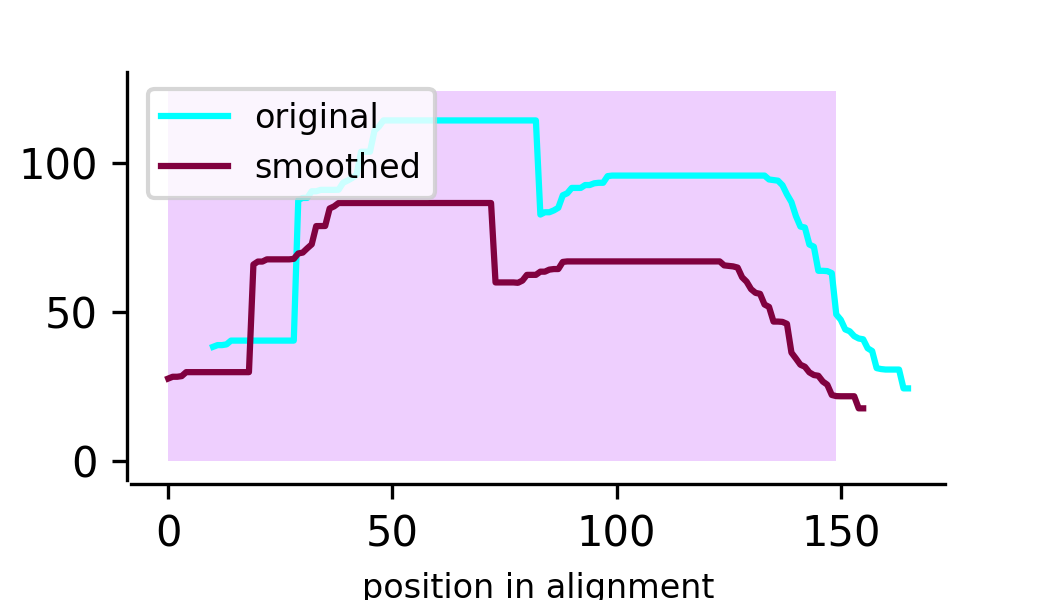 original
smoothed
100
50
0
0 50 100 150
position in alignment